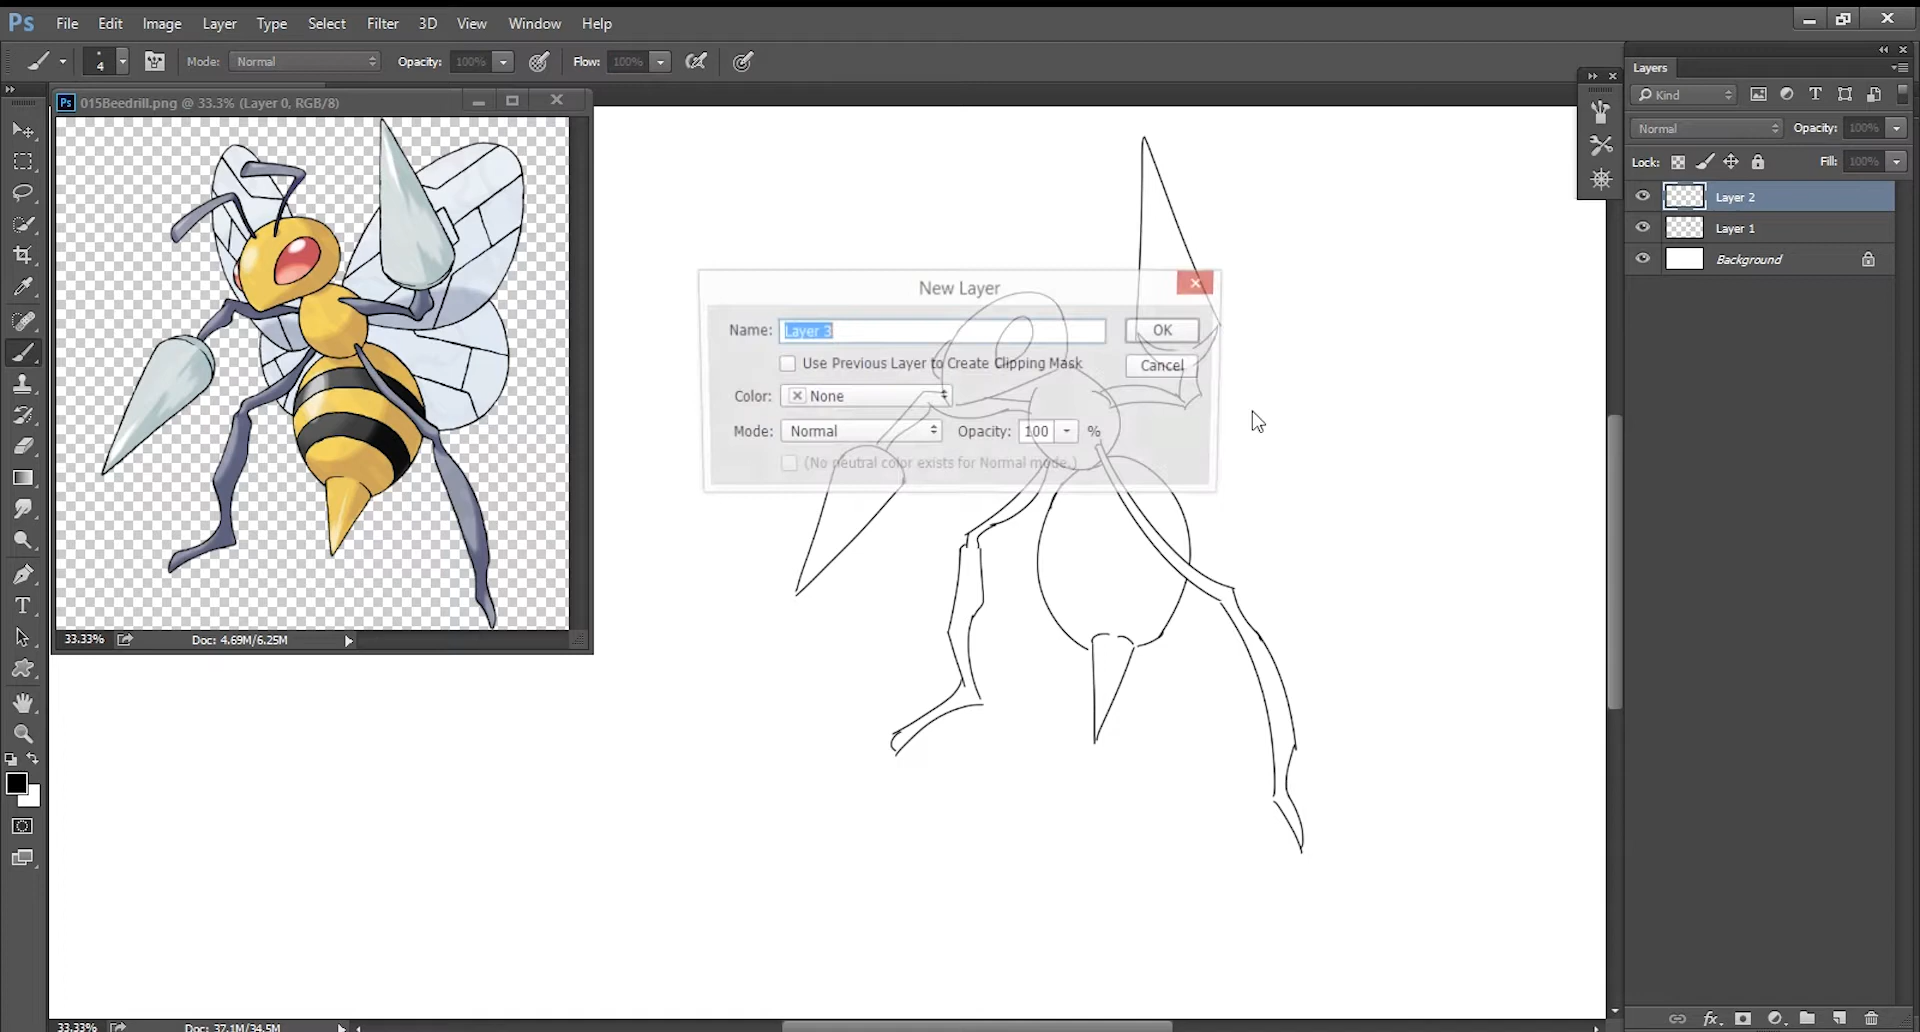 Ps File Edit Image Layer Type Select Filter 3D View Window Help
4 Mode: Normal Opacity: 100% Flow: 100%
Ps 015Beedrill.png @ 33.3% (Layer 0, RGB/8)
33.33% Doc: 4.69M/6.25M
New Layer
Name: Layer 3 OK
Use Previous Layer to Create Clipping Mask Cancel
Color: None
Mode: Normal Opacity: 100 %
(No neutral color exists for Normal mode.)
Layers
Kind
Normal Opacity: 100%
Lock: Fill: 100%
Layer 2
Layer 1
Background
fx
33.33% Doc: 37.1M/34.5M